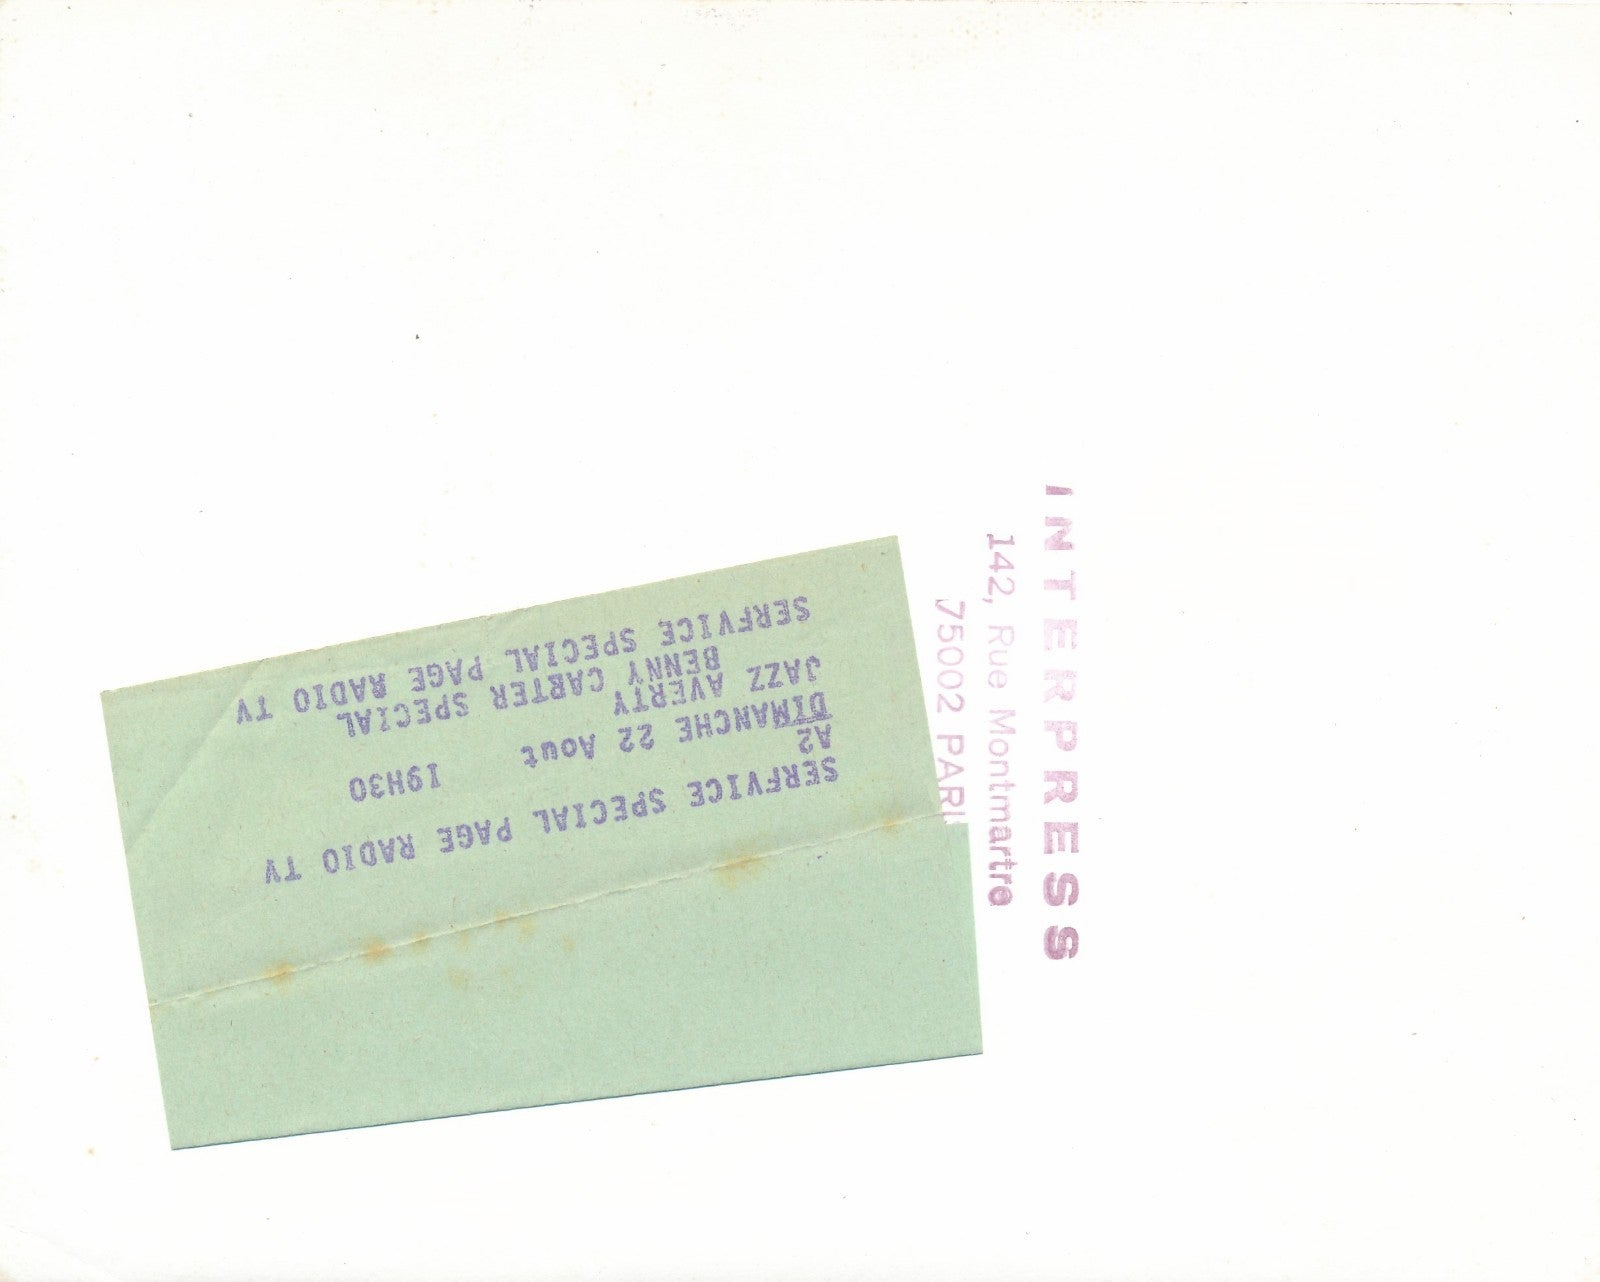 SERFVICE SPECIAL PAGE RADIO TV
A2
DIMANCHE 22 Aout I9H30
JAZZ AVERTY
BENNY CARTER SPECIAL
SERFVICE SPECIAL PAGE RADIO TV
INTERPRESS
142, Rue Montmartre
75002 PARI